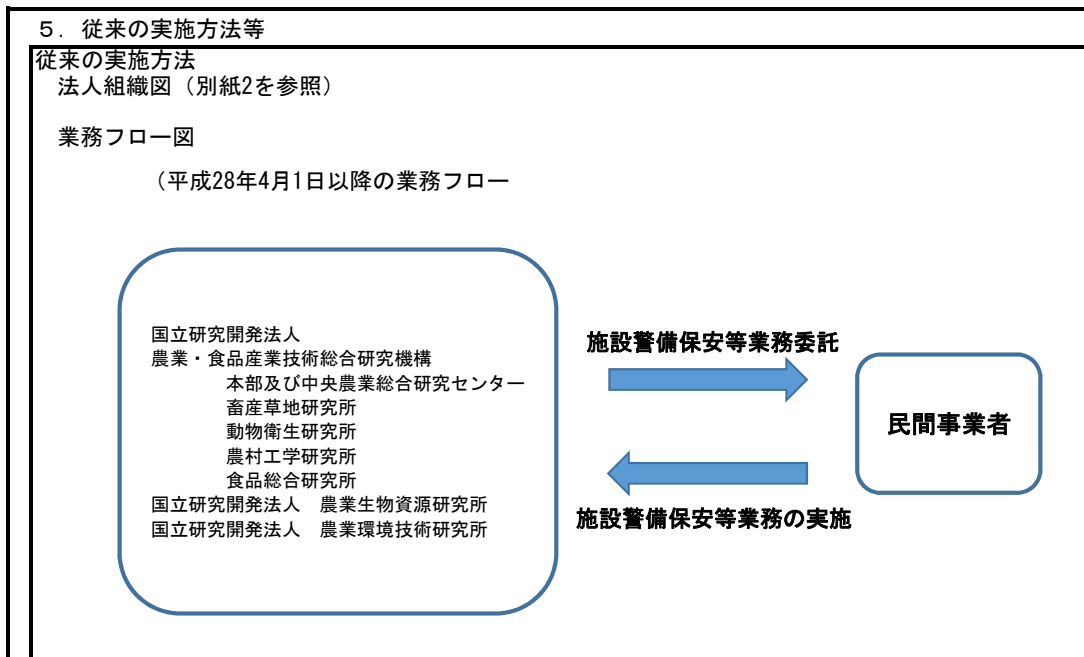 ５．従来の実施方法等
従来の実施方法
法人組織図（別紙2を参照）
業務フロー図
（平成28年4月1日以降の業務フロー
国立研究開発法人
農業・食品産業技術総合研究機構
本部及び中央農業総合研究センター
畜産草地研究所
動物衛生研究所
農村工学研究所
食品総合研究所
国立研究開発法人　農業生物資源研究所
国立研究開発法人　農業環境技術研究所
施設警備保安等業務委託
施設警備保安等業務の実施
民間事業者